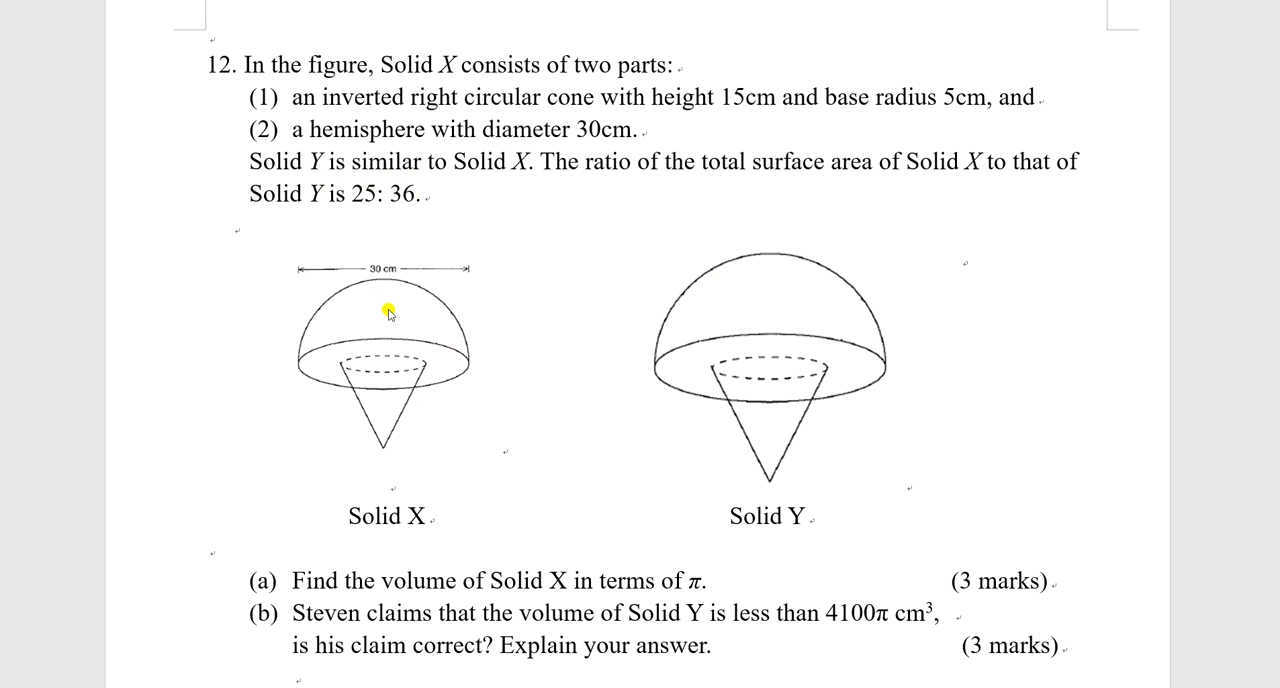 12. In the figure, Solid X consists of two parts:
(1) an inverted right circular cone with height 15cm and base radius 5cm, and
(2) a hemisphere with diameter 30cm.
Solid Y is similar to Solid X. The ratio of the total surface area of Solid X to that of
Solid Y is 25: 36.
30 cm
Solid X
Solid Y
(a) Find the volume of Solid X in terms of π. (3 marks)
(b) Steven claims that the volume of Solid Y is less than 4100π cm³,
is his claim correct? Explain your answer. (3 marks)